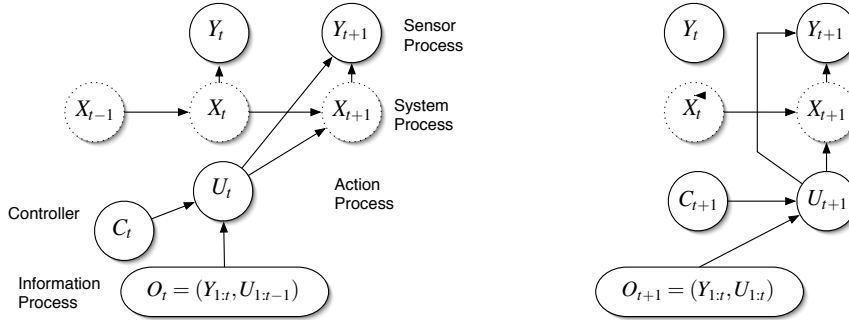 Y_t
Y_{t+1}
Sensor
Process
X_{t-1}
X_t
X_{t+1}
System
Process
U_t
Action
Process
Controller
C_t
Information
Process
O_t = (Y_{1:t}, U_{1:t-1})
Y_t
Y_{t+1}
X_t
X_{t+1}
C_{t+1}
U_{t+1}
O_{t+1} = (Y_{1:t}, U_{1:t})